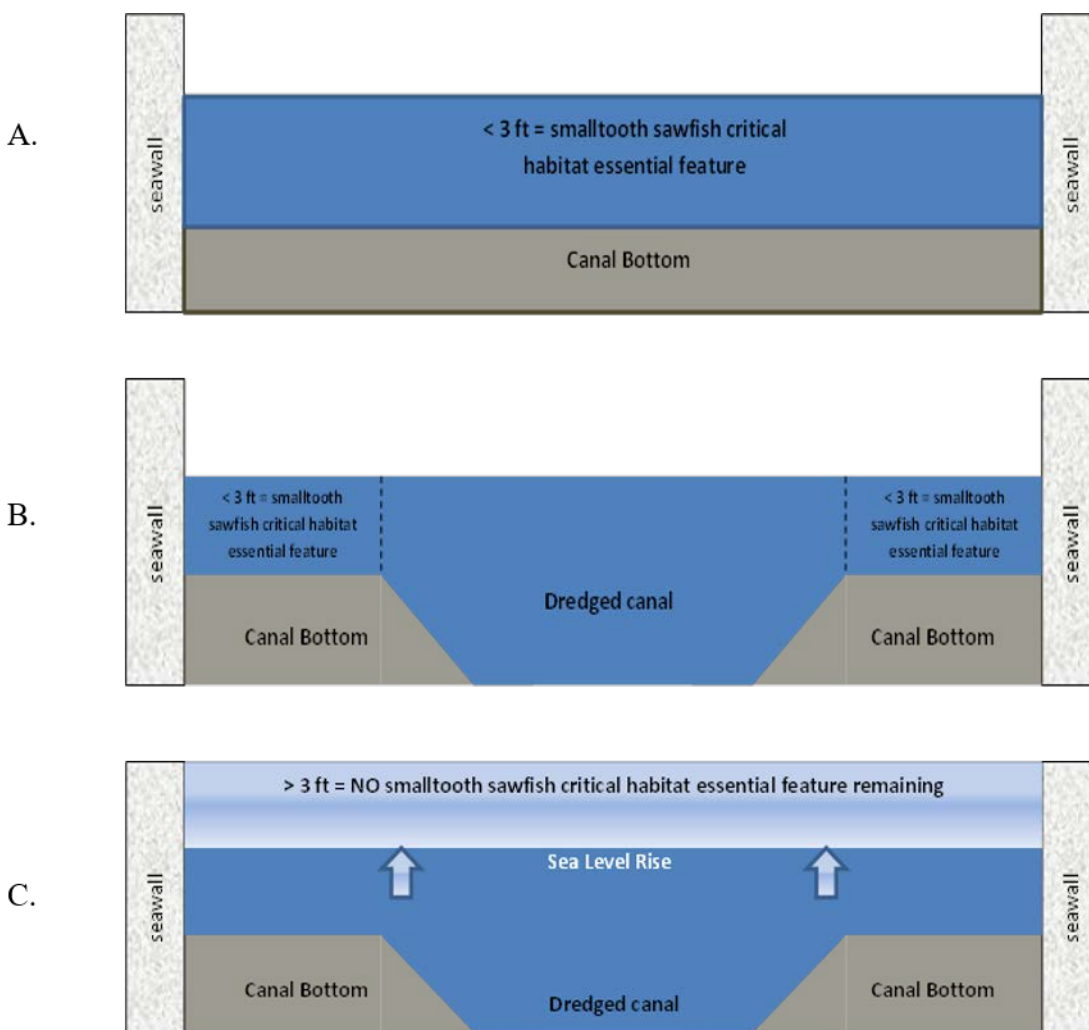 A.
seawall
< 3 ft = smalltooth sawfish critical
habitat essential feature
Canal Bottom
seawall
B.
seawall
< 3 ft = smalltooth
sawfish critical habitat
essential feature
Canal Bottom
Dredged canal
< 3 ft = smalltooth
sawfish critical habitat
essential feature
Canal Bottom
seawall
C.
seawall
> 3 ft = NO smalltooth sawfish critical habitat essential feature remaining
Sea Level Rise
Canal Bottom
Dredged canal
Canal Bottom
seawall